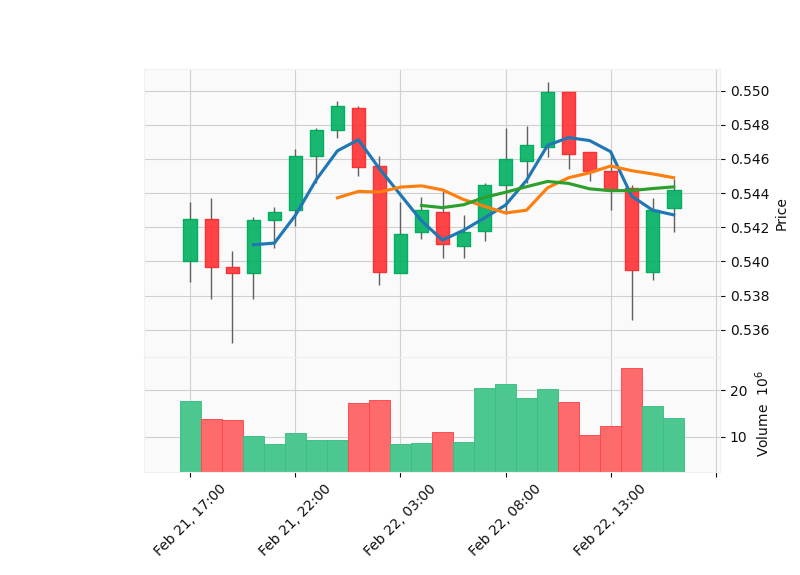 0.550
0.548
0.546
0.544
0.542
0.540
0.538
0.536
Price
20
10
Volume 10⁶
Feb 21, 17:00
Feb 21, 22:00
Feb 22, 03:00
Feb 22, 08:00
Feb 22, 13:00